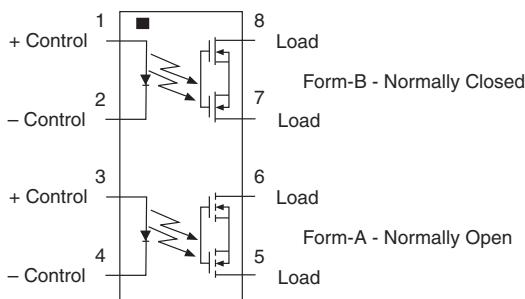 1 8
+ Control Load
Form-B - Normally Closed
2 7
– Control Load
3 6
+ Control Load
Form-A - Normally Open
4 5
– Control Load